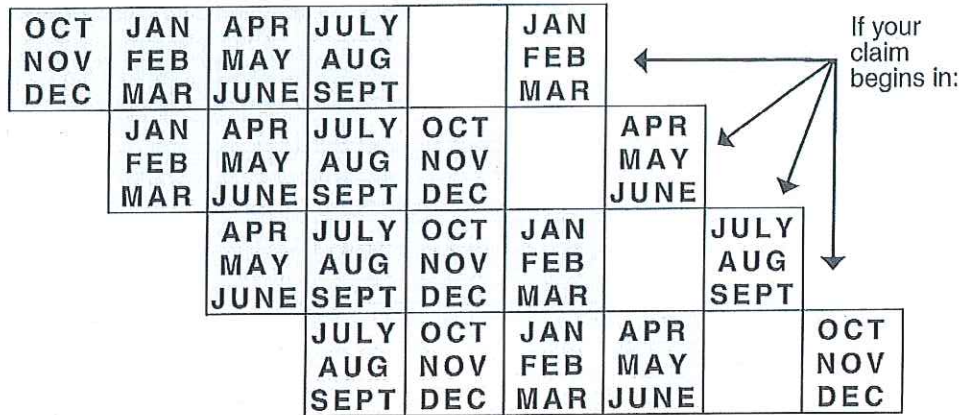 OCT JAN APR JULY JAN
NOV FEB MAY AUG FEB
DEC MAR JUNE SEPT MAR
If your
claim
begins in:
JAN APR JULY OCT APR
FEB MAY AUG NOV MAY
MAR JUNE SEPT DEC JUNE
APR JULY OCT JAN JULY
MAY AUG NOV FEB AUG
JUNE SEPT DEC MAR SEPT
JULY OCT JAN APR OCT
AUG NOV FEB MAY NOV
SEPT DEC MAR JUNE DEC